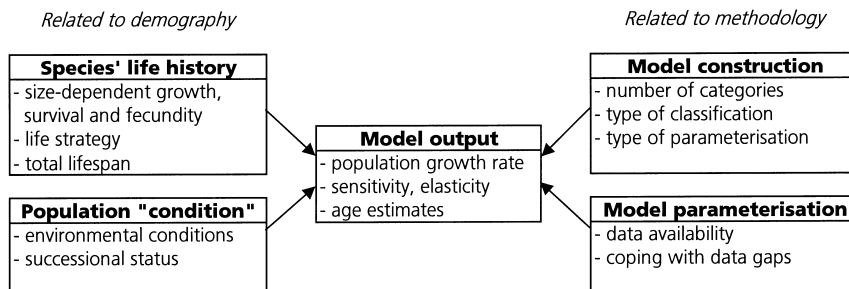 Related to demography
Related to methodology
Species' life history
- size-dependent growth,
survival and fecundity
- life strategy
- total lifespan
Population "condition"
- environmental conditions
- successional status
Model output
- population growth rate
- sensitivity, elasticity
- age estimates
Model construction
- number of categories
- type of classification
- type of parameterisation
Model parameterisation
- data availability
- coping with data gaps